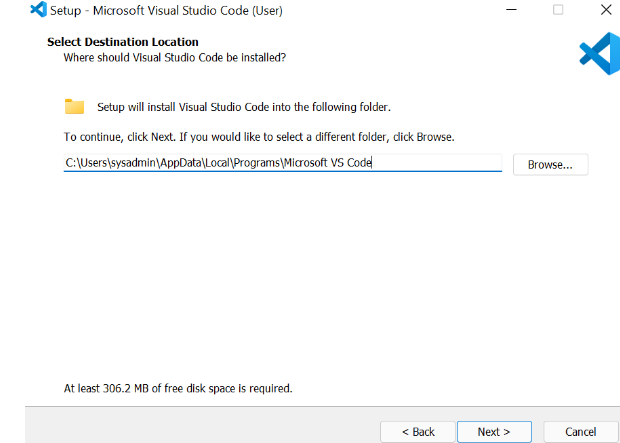 Setup - Microsoft Visual Studio Code (User)
Select Destination Location
Where should Visual Studio Code be installed?
Setup will install Visual Studio Code into the following folder.
To continue, click Next. If you would like to select a different folder, click Browse.
C:\Users\sysadmin\AppData\Local\Programs\Microsoft VS Code
Browse...
At least 306.2 MB of free disk space is required.
< Back
Next >
Cancel